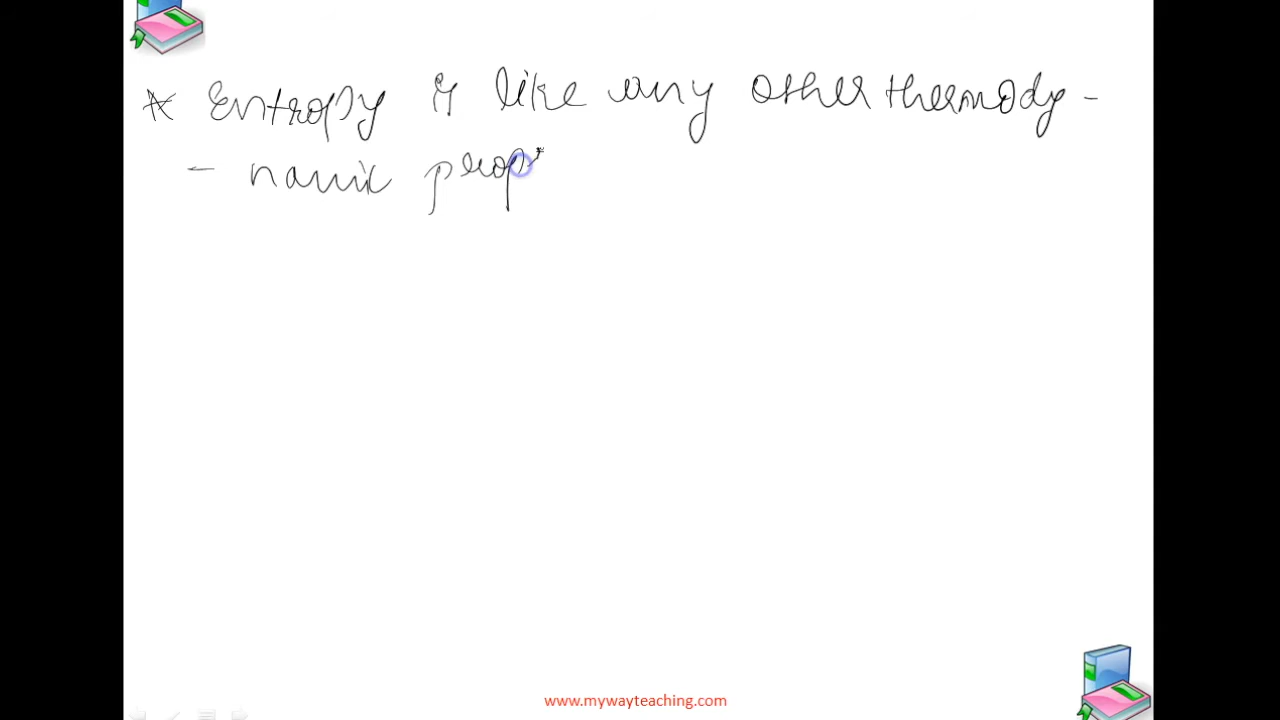 * Entropy is like any other thermody -
- namic prop
www.mywayteaching.com